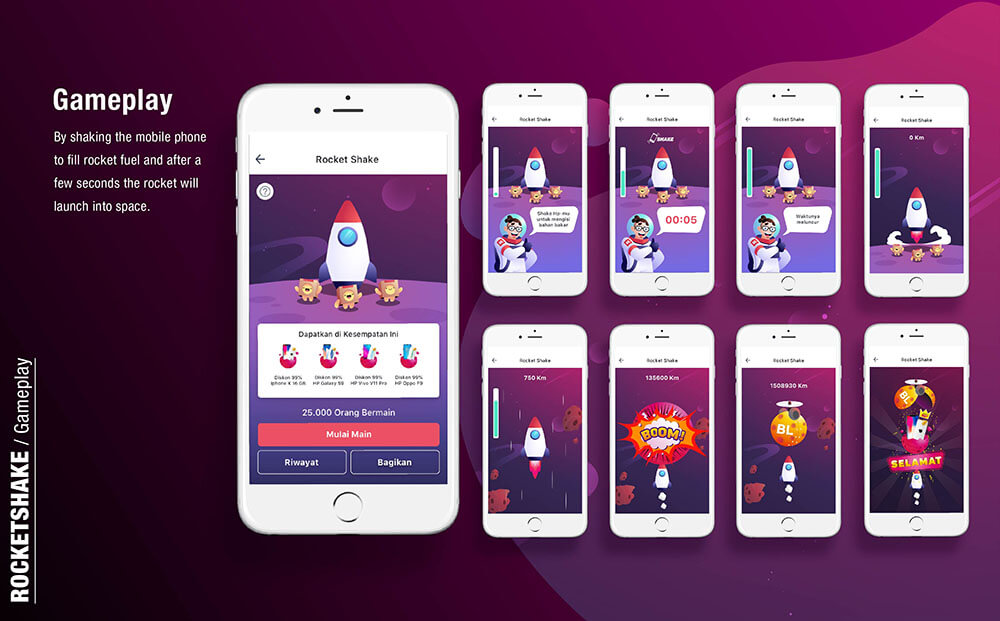 Gameplay
By shaking the mobile phone
to fill rocket fuel and after a
few seconds the rocket will
launch into space.
ROCKETSHAKE / Gameplay
Rocket Shake
?
Dapatkan di Kesempatan Ini
Diskon 99%
Iphone X 16 GB
Diskon 99%
HP Galaxy S9
Diskon 99%
HP Vivo V11 Pro
Diskon 99%
HP Oppo F9
25.000 Orang Bermain
Mulai Main
Riwayat
Bagikan
Rocket Shake
Shake Hp-mu
untuk mengisi
bahan bakar
Rocket Shake
SHAKE
00:05
Rocket Shake
Waktunya
meluncur
Rocket Shake
0 Km
Rocket Shake
750 Km
Rocket Shake
135600 Km
BOOM!
Rocket Shake
1508930 Km
BL
Rocket Shake
BL
SELAMAT